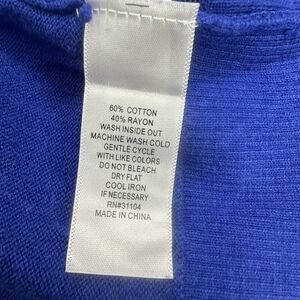 60% COTTON
40% RAYON
WASH INSIDE OUT
MACHINE WASH COLD
GENTLE CYCLE
WITH LIKE COLORS
DO NOT BLEACH
DRY FLAT
COOL IRON
IF NECESSARY
RN#31104
MADE IN CHINA